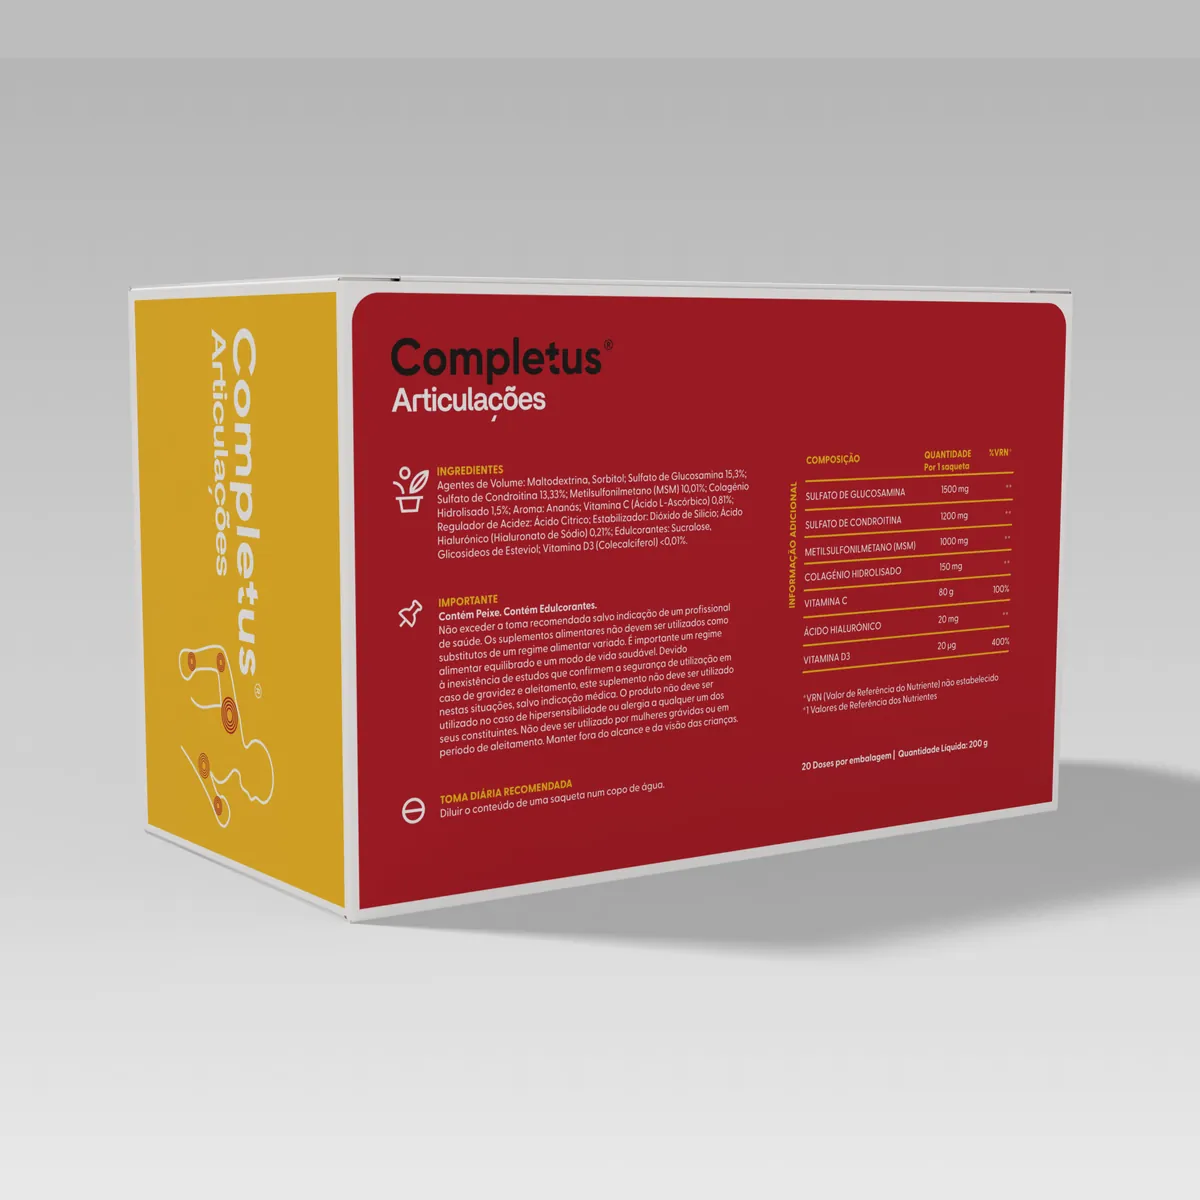 Completus®
Articulações
Completus®
Articulações
INGREDIENTES
Agentes de Volume: Maltodextrina, Sorbitol; Sulfato de Glucosamina 15,3%;
Sulfato de Condroitina 13,33%; Metilsulfonilmetano (MSM) 10,01%; Colagénio
Hidrolisado 1,5%; Aroma: Ananás; Vitamina C (Ácido L-Ascórbico) 0,81%;
Regulador de Acidez: Ácido Cítrico; Estabilizador: Dióxido de Silício; Ácido
Hialurónico (Hialuronato de Sódio) 0,21%; Edulcorantes: Sucralose,
Glicosídeos de Esteviol; Vitamina D3 (Colecalciferol) <0,01%.
IMPORTANTE
Contém Peixe. Contém Edulcorantes.
Não exceder a toma recomendada salvo indicação de um profissional
de saúde. Os suplementos alimentares não devem ser utilizados como
substitutos de um regime alimentar variado. É importante um regime
alimentar equilibrado e um modo de vida saudável. Devido
à inexistência de estudos que confirmem a segurança de utilização em
caso de gravidez e aleitamento, este suplemento não deve ser utilizado
nestas situações, salvo indicação médica. O produto não deve ser
utilizado no caso de hipersensibilidade ou alergia a qualquer um dos
seus constituintes. Não deve ser utilizado por mulheres grávidas ou em
período de aleitamento. Manter fora do alcance e da visão das crianças.
TOMA DIÁRIA RECOMENDADA
Diluir o conteúdo de uma saqueta num copo de água.
INFORMAÇÃO ADICIONAL
COMPOSIÇÃO QUANTIDADE %VRN*
Por 1 saqueta
SULFATO DE GLUCOSAMINA 1500 mg **
SULFATO DE CONDROITINA 1200 mg **
METILSULFONILMETANO (MSM) 1000 mg **
COLAGÉNIO HIDROLISADO 150 mg **
VITAMINA C 80 g 100%
ÁCIDO HIALURÓNICO 20 mg **
VITAMINA D3 20 µg 400%
*VRN (Valor de Referência do Nutriente) não estabelecido
*1 Valores de Referência dos Nutrientes
20 Doses por embalagem | Quantidade Líquida: 200 g